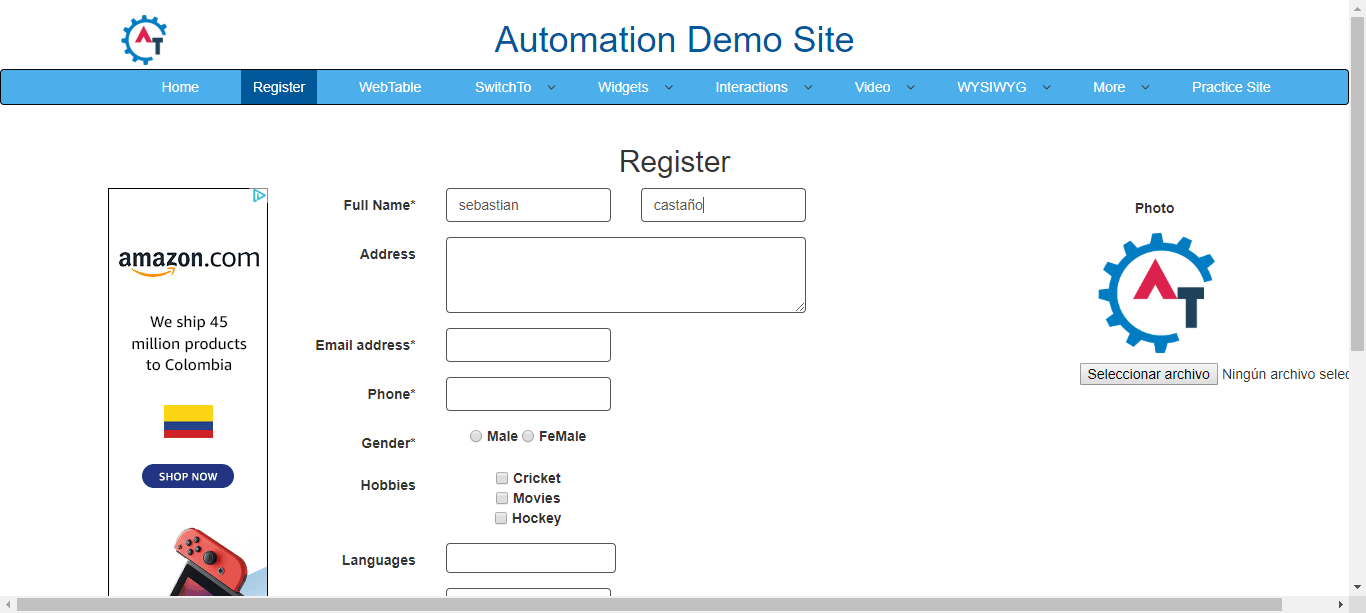 AT
Automation Demo Site
Home Register WebTable SwitchTo Widgets Interactions Video WYSIWYG More Practice Site
Register
Full Name* sebastian castaño
Address
Email address*
Phone*
Gender* Male FeMale
Hobbies Cricket
Movies
Hockey
Languages
Photo
AT
Seleccionar archivo Ningún archivo selec
amazon.com
We ship 45
million products
to Colombia
SHOP NOW